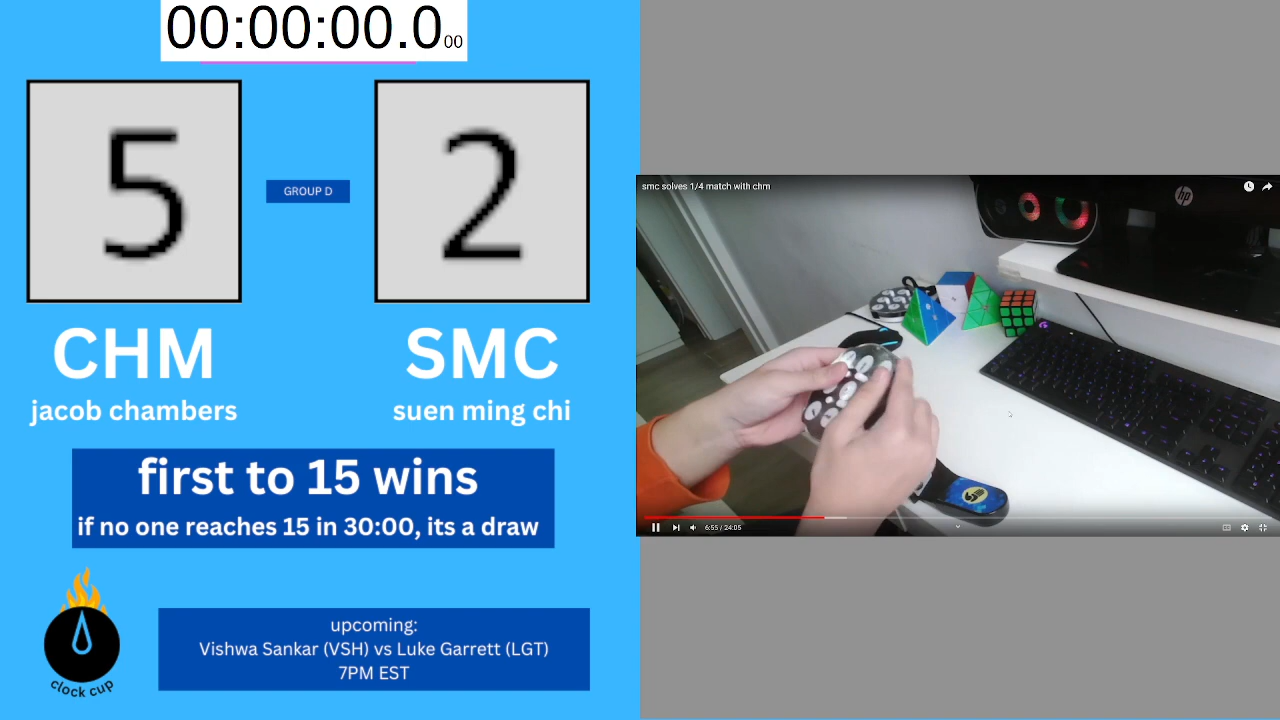 00:00:00.000
5
GROUP D
2
CHM
SMC
jacob chambers
suen ming chi
first to 15 wins
if no one reaches 15 in 30:00, its a draw
upcoming:
Vishwa Sankar (VSH) vs Luke Garrett (LGT)
7PM EST
clock cup
smc solves 1/4 match with chm
hp
6:55 / 24:05